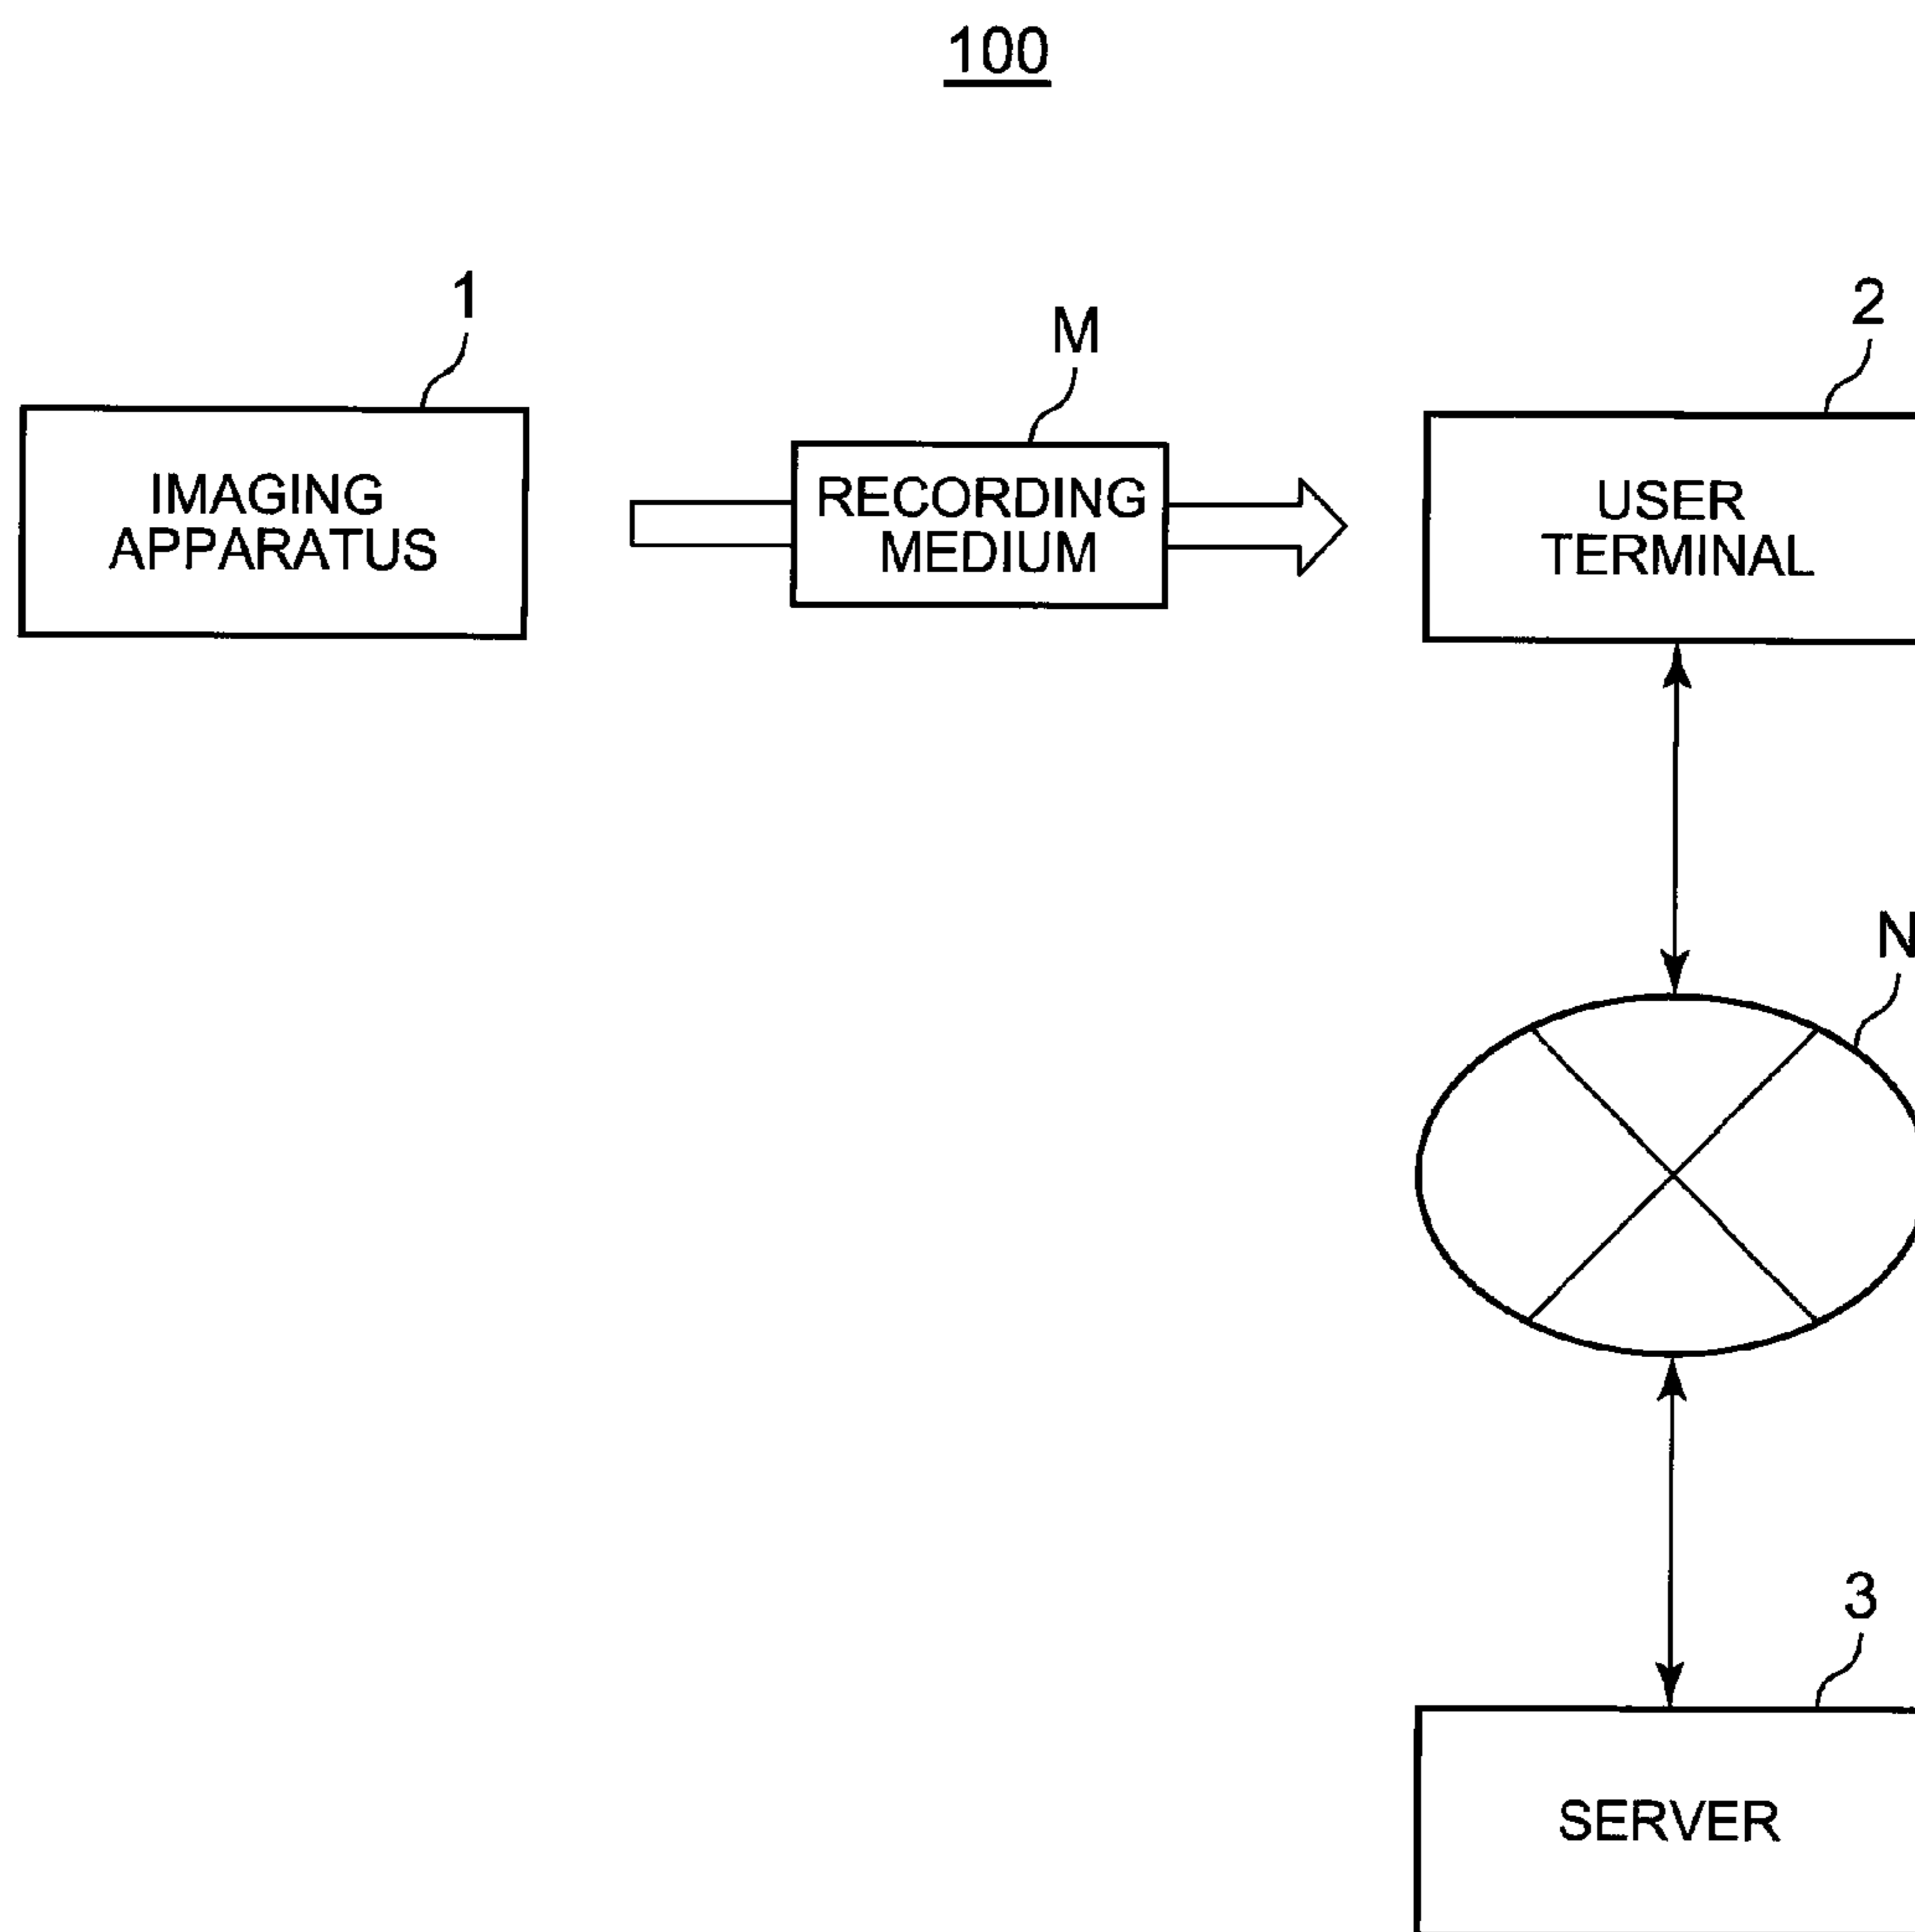 100
1
M
2
IMAGING
APPARATUS
RECORDING
MEDIUM
USER
TERMINAL
N
3
SERVER